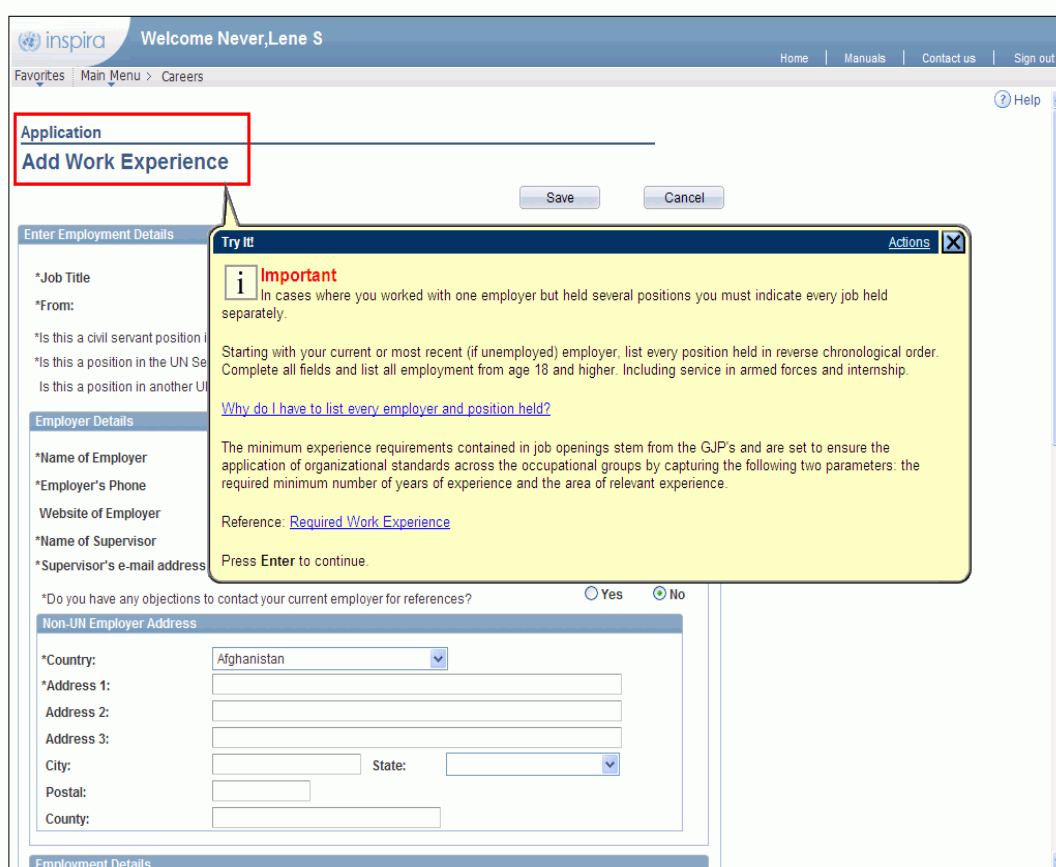 inspira
Welcome Never,Lene S
Home | Manuals | Contact us | Sign out
Favorites Main Menu > Careers
Help
Application
Add Work Experience
Save Cancel
Enter Employment Details
Try It! Actions
*Job Title
*From:
*Is this a civil servant position i
*Is this a position in the UN Se
Is this a position in another UI
Important
In cases where you worked with one employer but held several positions you must indicate every job held
separately.
Starting with your current or most recent (if unemployed) employer, list every position held in reverse chronological order.
Complete all fields and list all employment from age 18 and higher. Including service in armed forces and internship.
Why do I have to list every employer and position held?
The minimum experience requirements contained in job openings stem from the GJP's and are set to ensure the
application of organizational standards across the occupational groups by capturing the following two parameters: the
required minimum number of years of experience and the area of relevant experience.
Reference: Required Work Experience
Press Enter to continue.
Employer Details
*Name of Employer
*Employer's Phone
Website of Employer
*Name of Supervisor
*Supervisor's e-mail address
*Do you have any objections to contact your current employer for references? Yes No
Non-UN Employer Address
*Country: Afghanistan
*Address 1:
Address 2:
Address 3:
City: State:
Postal:
County:
Employment Details